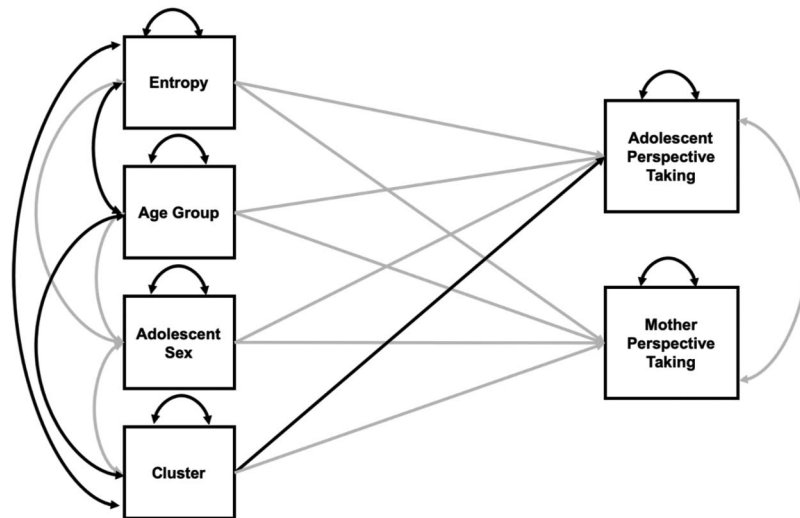 Entropy
Age Group
Adolescent
Sex
Cluster
Adolescent
Perspective
Taking
Mother
Perspective
Taking